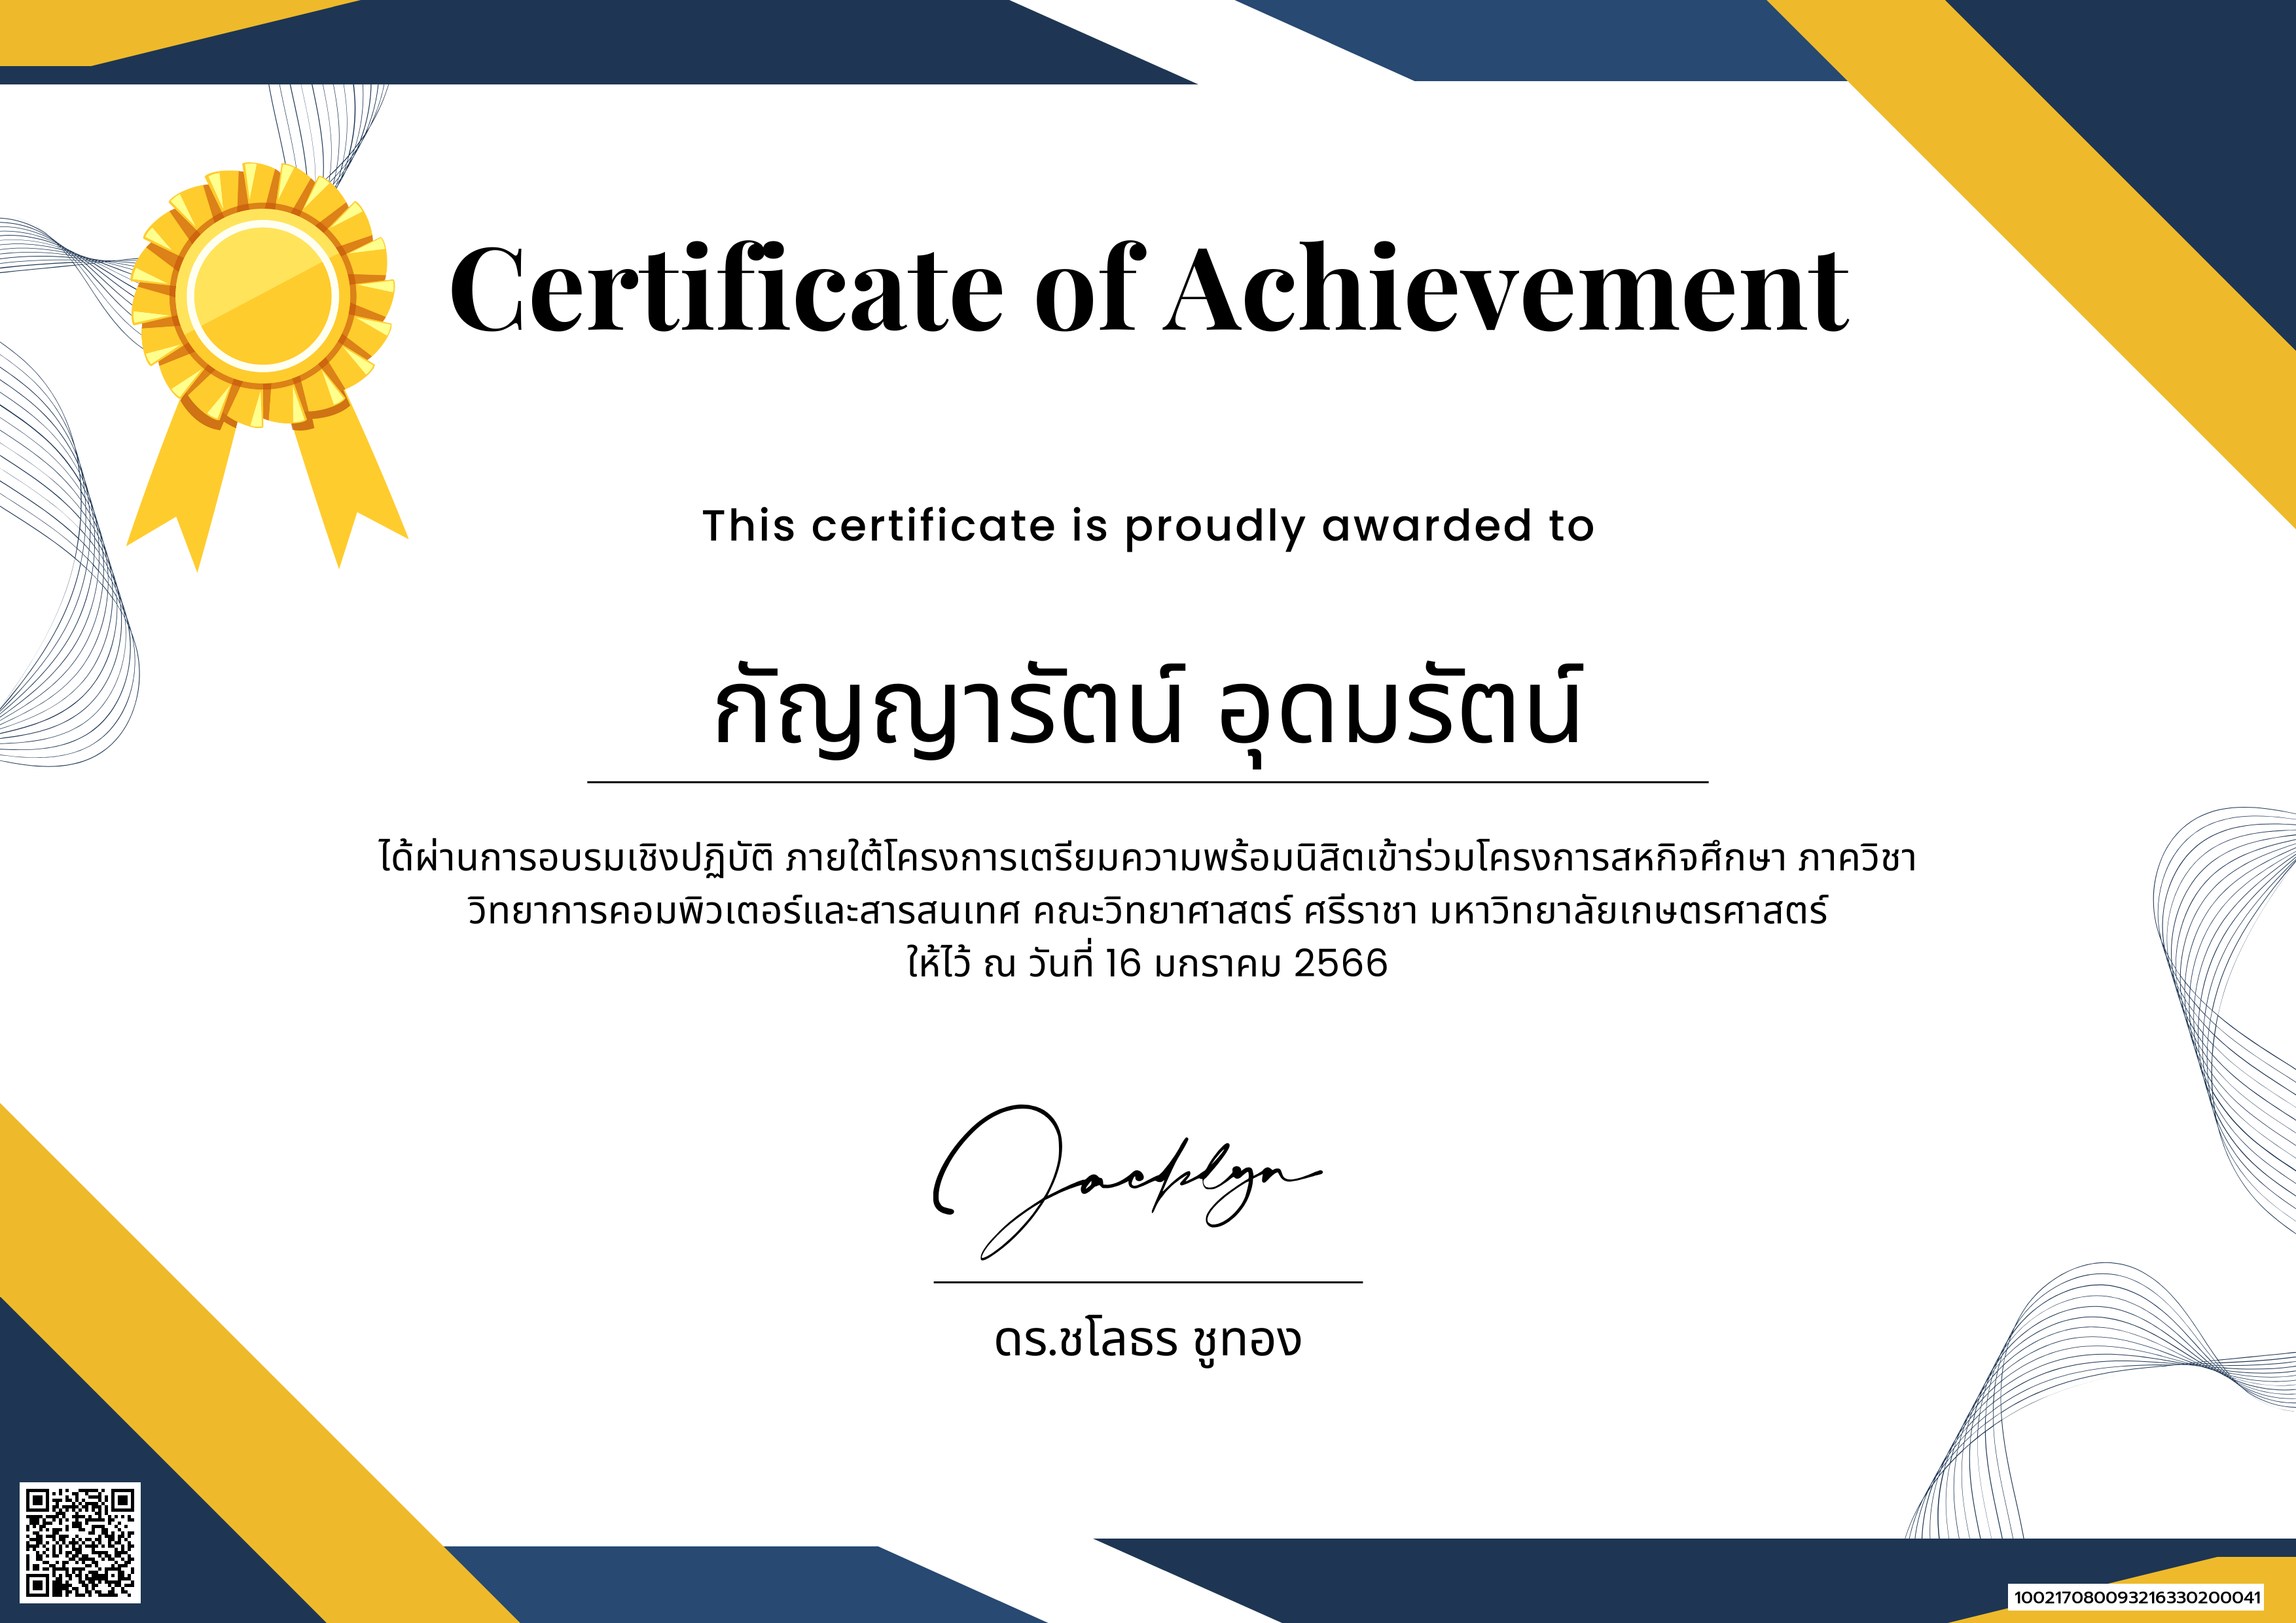 Certificate of Achievement
This certificate is proudly awarded to
กัญญารัตน์ อุดมรัตน์
ได้ผ่านการอบรมเชิงปฏิบัติ ภายใต้โครงการเตรียมความพร้อมนิสิตเข้าร่วมโครงการสหกิจศึกษา ภาควิชา
วิทยาการคอมพิวเตอร์และสารสนเทศ คณะวิทยาศาสตร์ ศรีราชา มหาวิทยาลัยเกษตรศาสตร์
ให้ไว้ ณ วันที่ 16 มกราคม 2566
Jacklyn
ดร.ชโลธร ชูทอง
1002170800932163302000​41